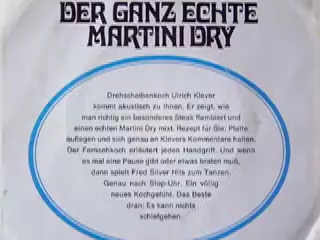 DER GANZ ECHTE
MARTINI DRY
Drehscheibenkoch Ulrich Klever
kommt akustisch zu Ihnen. Er zeigt, wie
man richtig ein besonderes Steak flambiert und
einen echten Martini Dry mixt. Rezept für Sie: Platte
auflegen und sich genau an Klevers Kommentare halten.
Der Fernsehkoch erläutert jeden Handgriff. Und wenn
es mal eine Pause gibt oder etwas braten muß,
dann spielt Fred Silver Hits zum Tanzen.
Genau nach Stop-Uhr. Ein völlig
neues Kochgefühl. Das Beste
dran: Es kann nichts
schiefgehen.